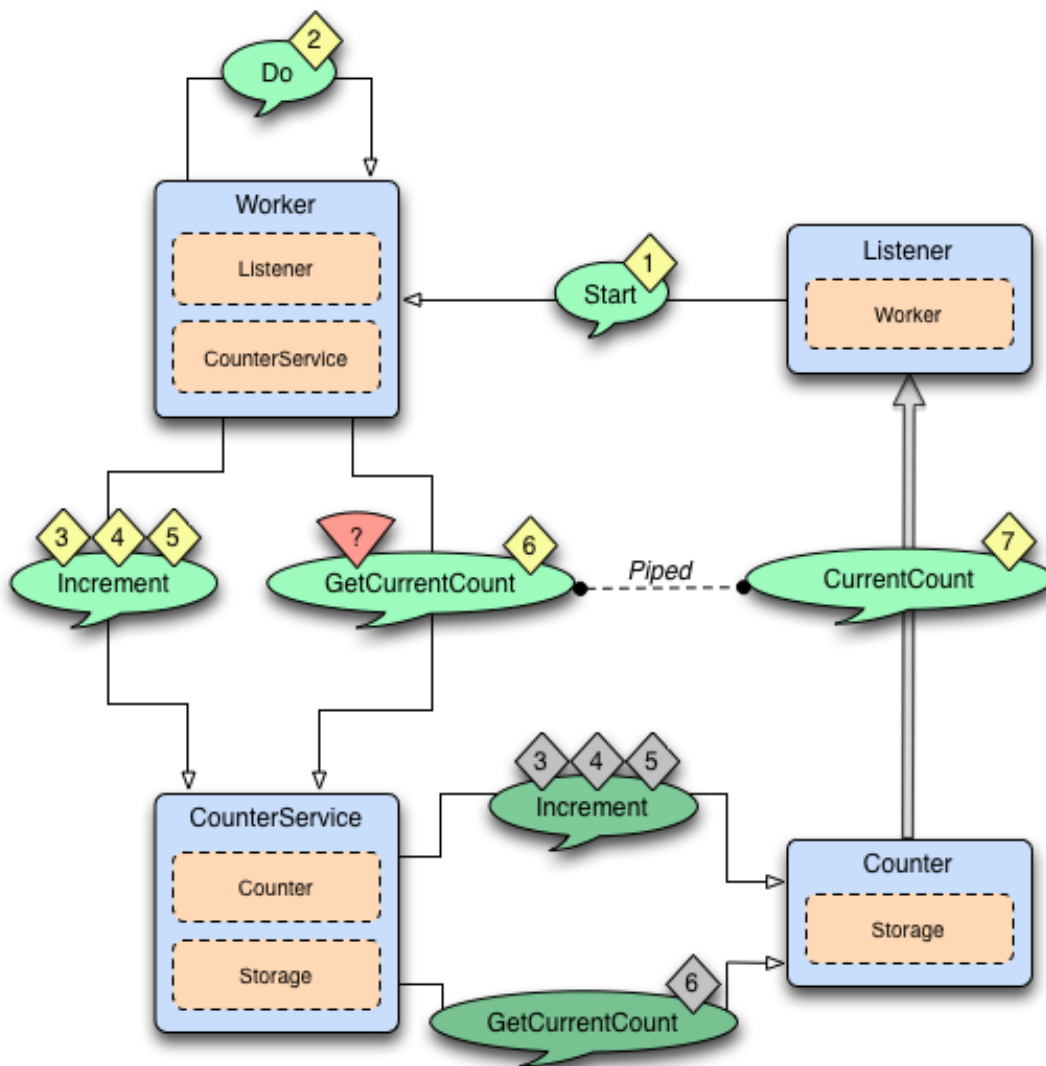 2
Do
Worker
Listener
CounterService
1
Start
Listener
Worker
3 4 5
Increment
?
6
GetCurrentCount
Piped
7
CurrentCount
CounterService
Counter
Storage
3 4 5
Increment
6
GetCurrentCount
Counter
Storage